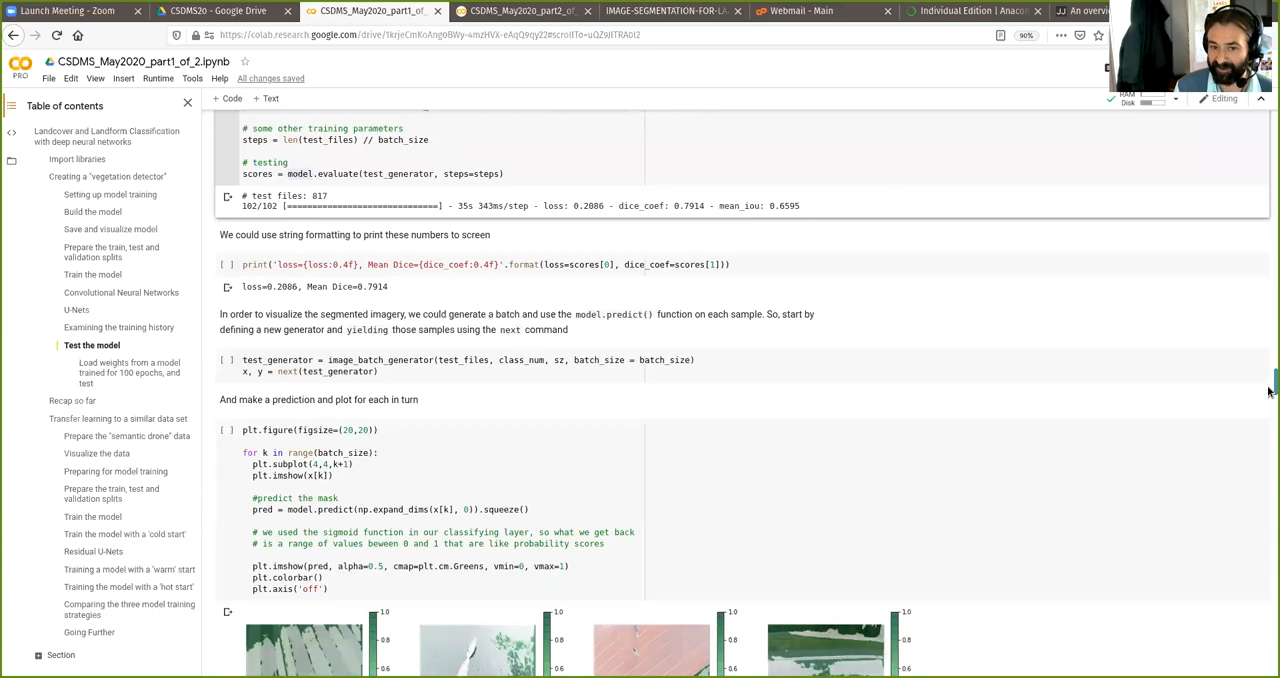 Launch Meeting - Zoom
CSDMS20 - Google Drive
CSDMS_May2020_part1_of
CSDMS_May2020_part2_of
IMAGE-SEGMENTATION-FOR-LA
Webmail - Main
Individual Edition | Anacon
An overvi
https://colab.research.google.com/drive/
90%
CSDMS_May2020_part1_of_2.ipynb
PRO
File Edit View Insert Runtime Tools Help All changes saved
Table of contents
+ Code + Text
RAM
Disk
Editing
Landcover and Landform Classification
with deep neural networks
Import libraries
Creating a "vegetation detector"
Setting up model training
Build the model
Save and visualize model
Prepare the train, test and
validation splits
Train the model
Convolutional Neural Networks
U-Nets
Examining the training history
Test the model
Load weights from a model
trained for 100 epochs, and
test
Recap so far
Transfer learning to a similar data set
Prepare the "semantic drone" data
Visualize the data
Preparing for model training
Prepare the train, test and
validation splits
Train the model
Train the model with a 'cold start'
Residual U-Nets
Training a model with a 'warm' start
Training the model with a 'hot start'
Comparing the three model training
strategies
Going Further
Section
# some other training parameters
steps = len(test_files) // batch_size
# testing
scores = model.evaluate(test_generator, steps=steps)
# test files: 817
102/102 [==============================] - 35s 343ms/step - loss: 0.2086 - dice_coef: 0.7914 - mean_iou: 0.6595
We could use string formatting to print these numbers to screen
[ ] print('loss={loss:0.4f}, Mean Dice={dice_coef:0.4f}'.format(loss=scores[0], dice_coef=scores[1]))
loss=0.2086, Mean Dice=0.7914
In order to visualize the segmented imagery, we could generate a batch and use the model.predict() function on each sample. So, start by
defining a new generator and yielding those samples using the next command
[ ] test_generator = image_batch_generator(test_files, class_num, sz, batch_size = batch_size)
x, y = next(test_generator)
And make a prediction and plot for each in turn
[ ] plt.figure(figsize=(20,20))
for k in range(batch_size):
plt.subplot(4,4,k+1)
plt.imshow(x[k])
#predict the mask
pred = model.predict(np.expand_dims(x[k], 0)).squeeze()
# we used the sigmoid function in our classifying layer, so what we get back
# is a range of values beween 0 and 1 that are like probability scores
plt.imshow(pred, alpha=0.5, cmap=plt.cm.Greens, vmin=0, vmax=1)
plt.colorbar()
plt.axis('off')
1.0 1.0 1.0 1.0
0.8 0.8 0.8 0.8
0.6 0.6 0.6 0.6